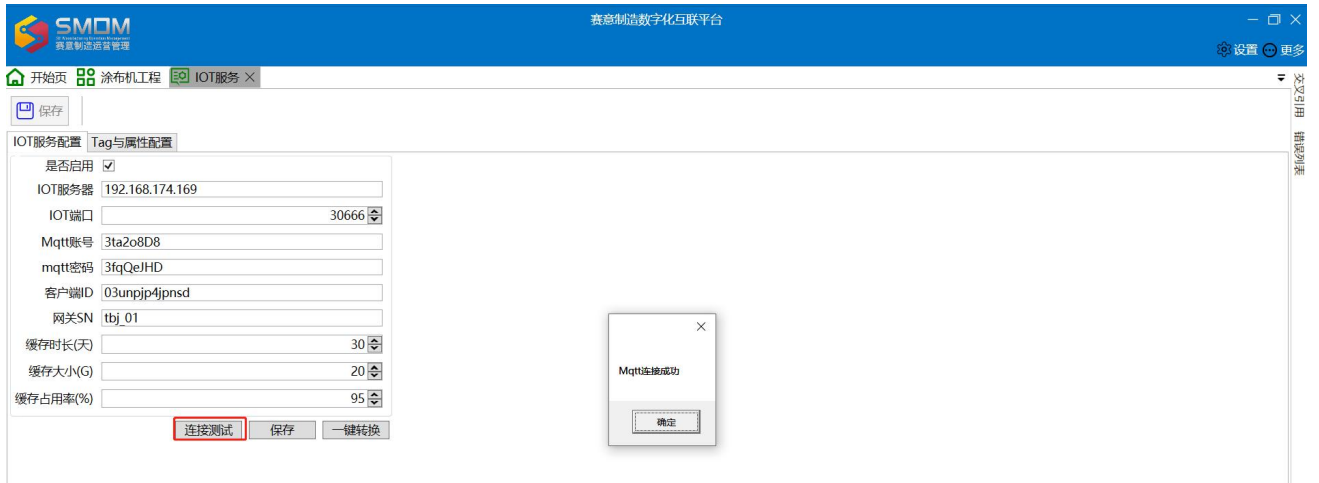 赛意制造数字化互联平台
SMOM
赛意制造运营管理
设置 更多
开始页 涂布机工程 IOT服务
保存
交叉引用 错误列表
IOT服务配置 Tag与属性配置
是否启用
IOT服务器 192.168.174.169
IOT端口 30666
Mqtt账号 3ta2o8D8
mqtt密码 3fqQeJHD
客户端ID 03unpjp4jpnsd
网关SN tbj_01
缓存时长(天) 30
缓存大小(G) 20
缓存占用率(%) 95
连接测试 保存 一键转换
Mqtt连接成功
确定